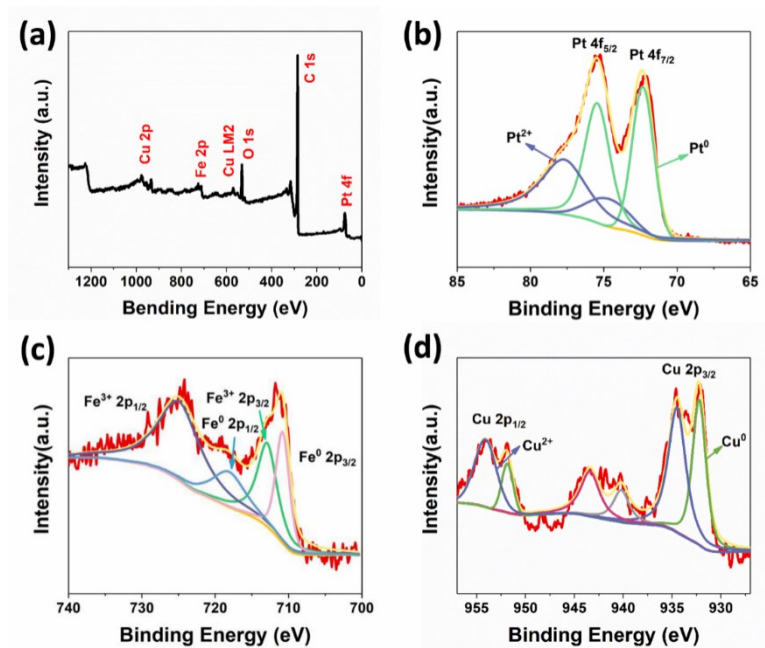 (a)
Intensity (a.u.)
Cu 2p
Fe 2p
Cu LM2
O 1s
C 1s
Pt 4f
1200 1000 800 600 400 200 0
Bending Energy (eV)
(b)
Intensity(a.u.)
Pt 4f5/2
Pt 4f7/2
Pt2+
Pt0
85 80 75 70 65
Binding Energy (eV)
(c)
Intensity(a.u.)
Fe3+ 2p1/2
Fe3+ 2p3/2
Fe0 2p1/2
Fe0 2p3/2
740 730 720 710 700
Binding Energy (eV)
(d)
Intensity(a.u.)
Cu 2p3/2
Cu 2p1/2
Cu2+
Cu0
955 950 945 940 935 930
Binding Energy (eV)